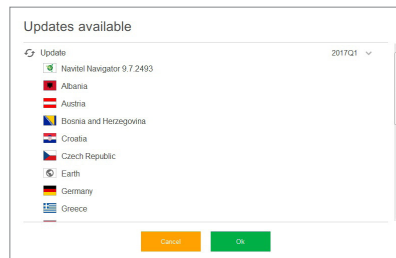 Updates available
Update 2017Q1
Navitel Navigator 9.7.2493
Albania
Austria
Bosnia and Herzegovina
Croatia
Czech Republic
Earth
Germany
Greece
Cancel Ok